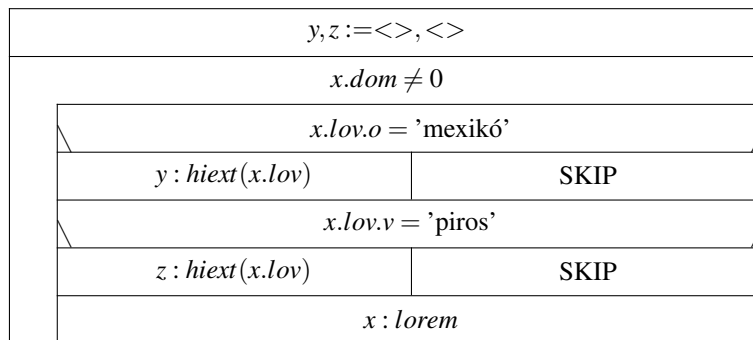 y, z := <>, <>
x.dom ≠ 0
x.lov.o = ’mexikó’
y : hiext(x.lov) SKIP
x.lov.v = ’piros’
z : hiext(x.lov) SKIP
x : lorem